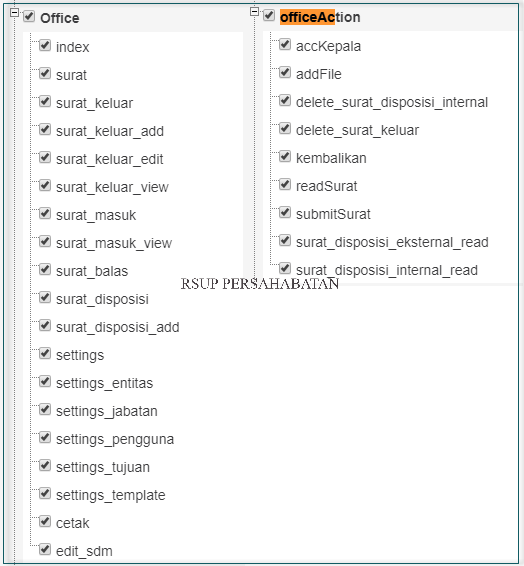 Office
index
surat
surat_keluar
surat_keluar_add
surat_keluar_edit
surat_keluar_view
surat_masuk
surat_masuk_view
surat_balas
surat_disposisi
surat_disposisi_add
settings
settings_entitas
settings_jabatan
settings_pengguna
settings_tujuan
settings_template
cetak
edit_sdm
officeAction
accKepala
addFile
delete_surat_disposisi_internal
delete_surat_keluar
kembalikan
readSurat
submitSurat
surat_disposisi_eksternal_read
surat_disposisi_internal_read
RSUP PERSAHABATAN